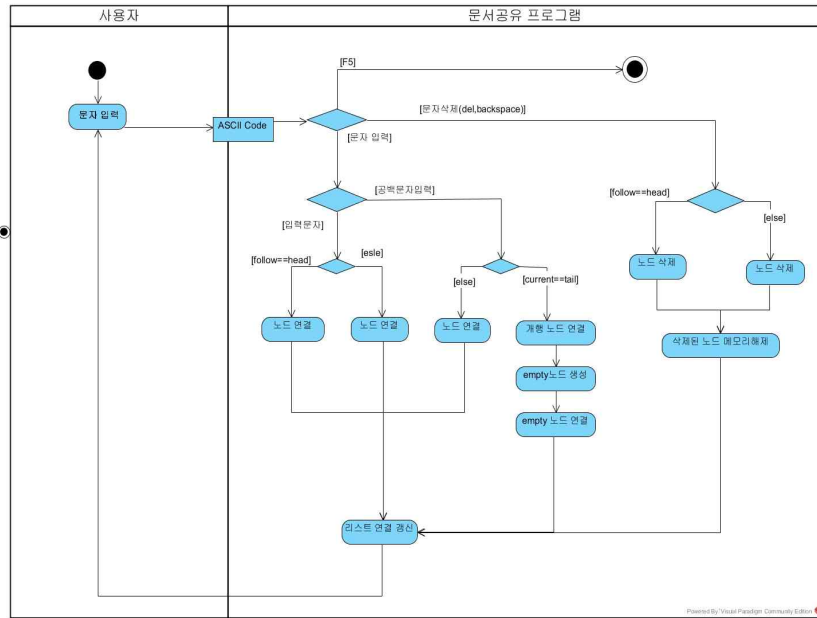 사용자
문서공유 프로그램
[F5]
문자 입력
ASCII Code
[문자삭제(del,backspace)]
[문자 입력]
[공백문자입력]
[follow==head]
[입력문자]
[else]
[follow==head]
[esle]
노드 삭제
노드 삭제
[else]
[current==tail]
노드 연결
노드 연결
노드 연결
개행 노드 연결
삭제된 노드 메모리해제
empty노드 생성
empty 노드 연결
리스트 연결 갱신
Powered By Visual Paradigm Community Edition